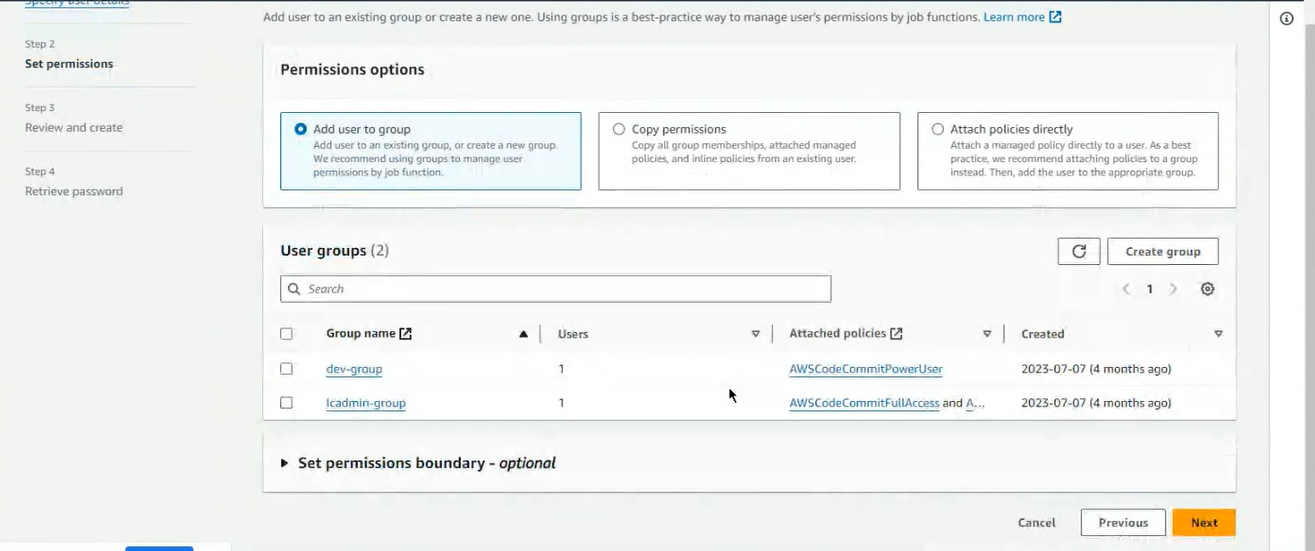 Specify user details
Add user to an existing group or create a new one. Using groups is a best-practice way to manage user's permissions by job functions. Learn more
Step 2
Set permissions
Step 3
Review and create
Step 4
Retrieve password
Permissions options
Add user to group
Add user to an existing group, or create a new group.
We recommend using groups to manage user
permissions by job function.
Copy permissions
Copy all group memberships, attached managed
policies, and inline policies from an existing user.
Attach policies directly
Attach a managed policy directly to a user. As a best
practice, we recommend attaching policies to a group
instead. Then, add the user to the appropriate group.
User groups (2)
Create group
Search
1
Group name Users Attached policies Created
dev-group 1 AWSCodeCommitPowerUser 2023-07-07 (4 months ago)
lcadmin-group 1 AWSCodeCommitFullAccess and A... 2023-07-07 (4 months ago)
Set permissions boundary - optional
Cancel Previous Next